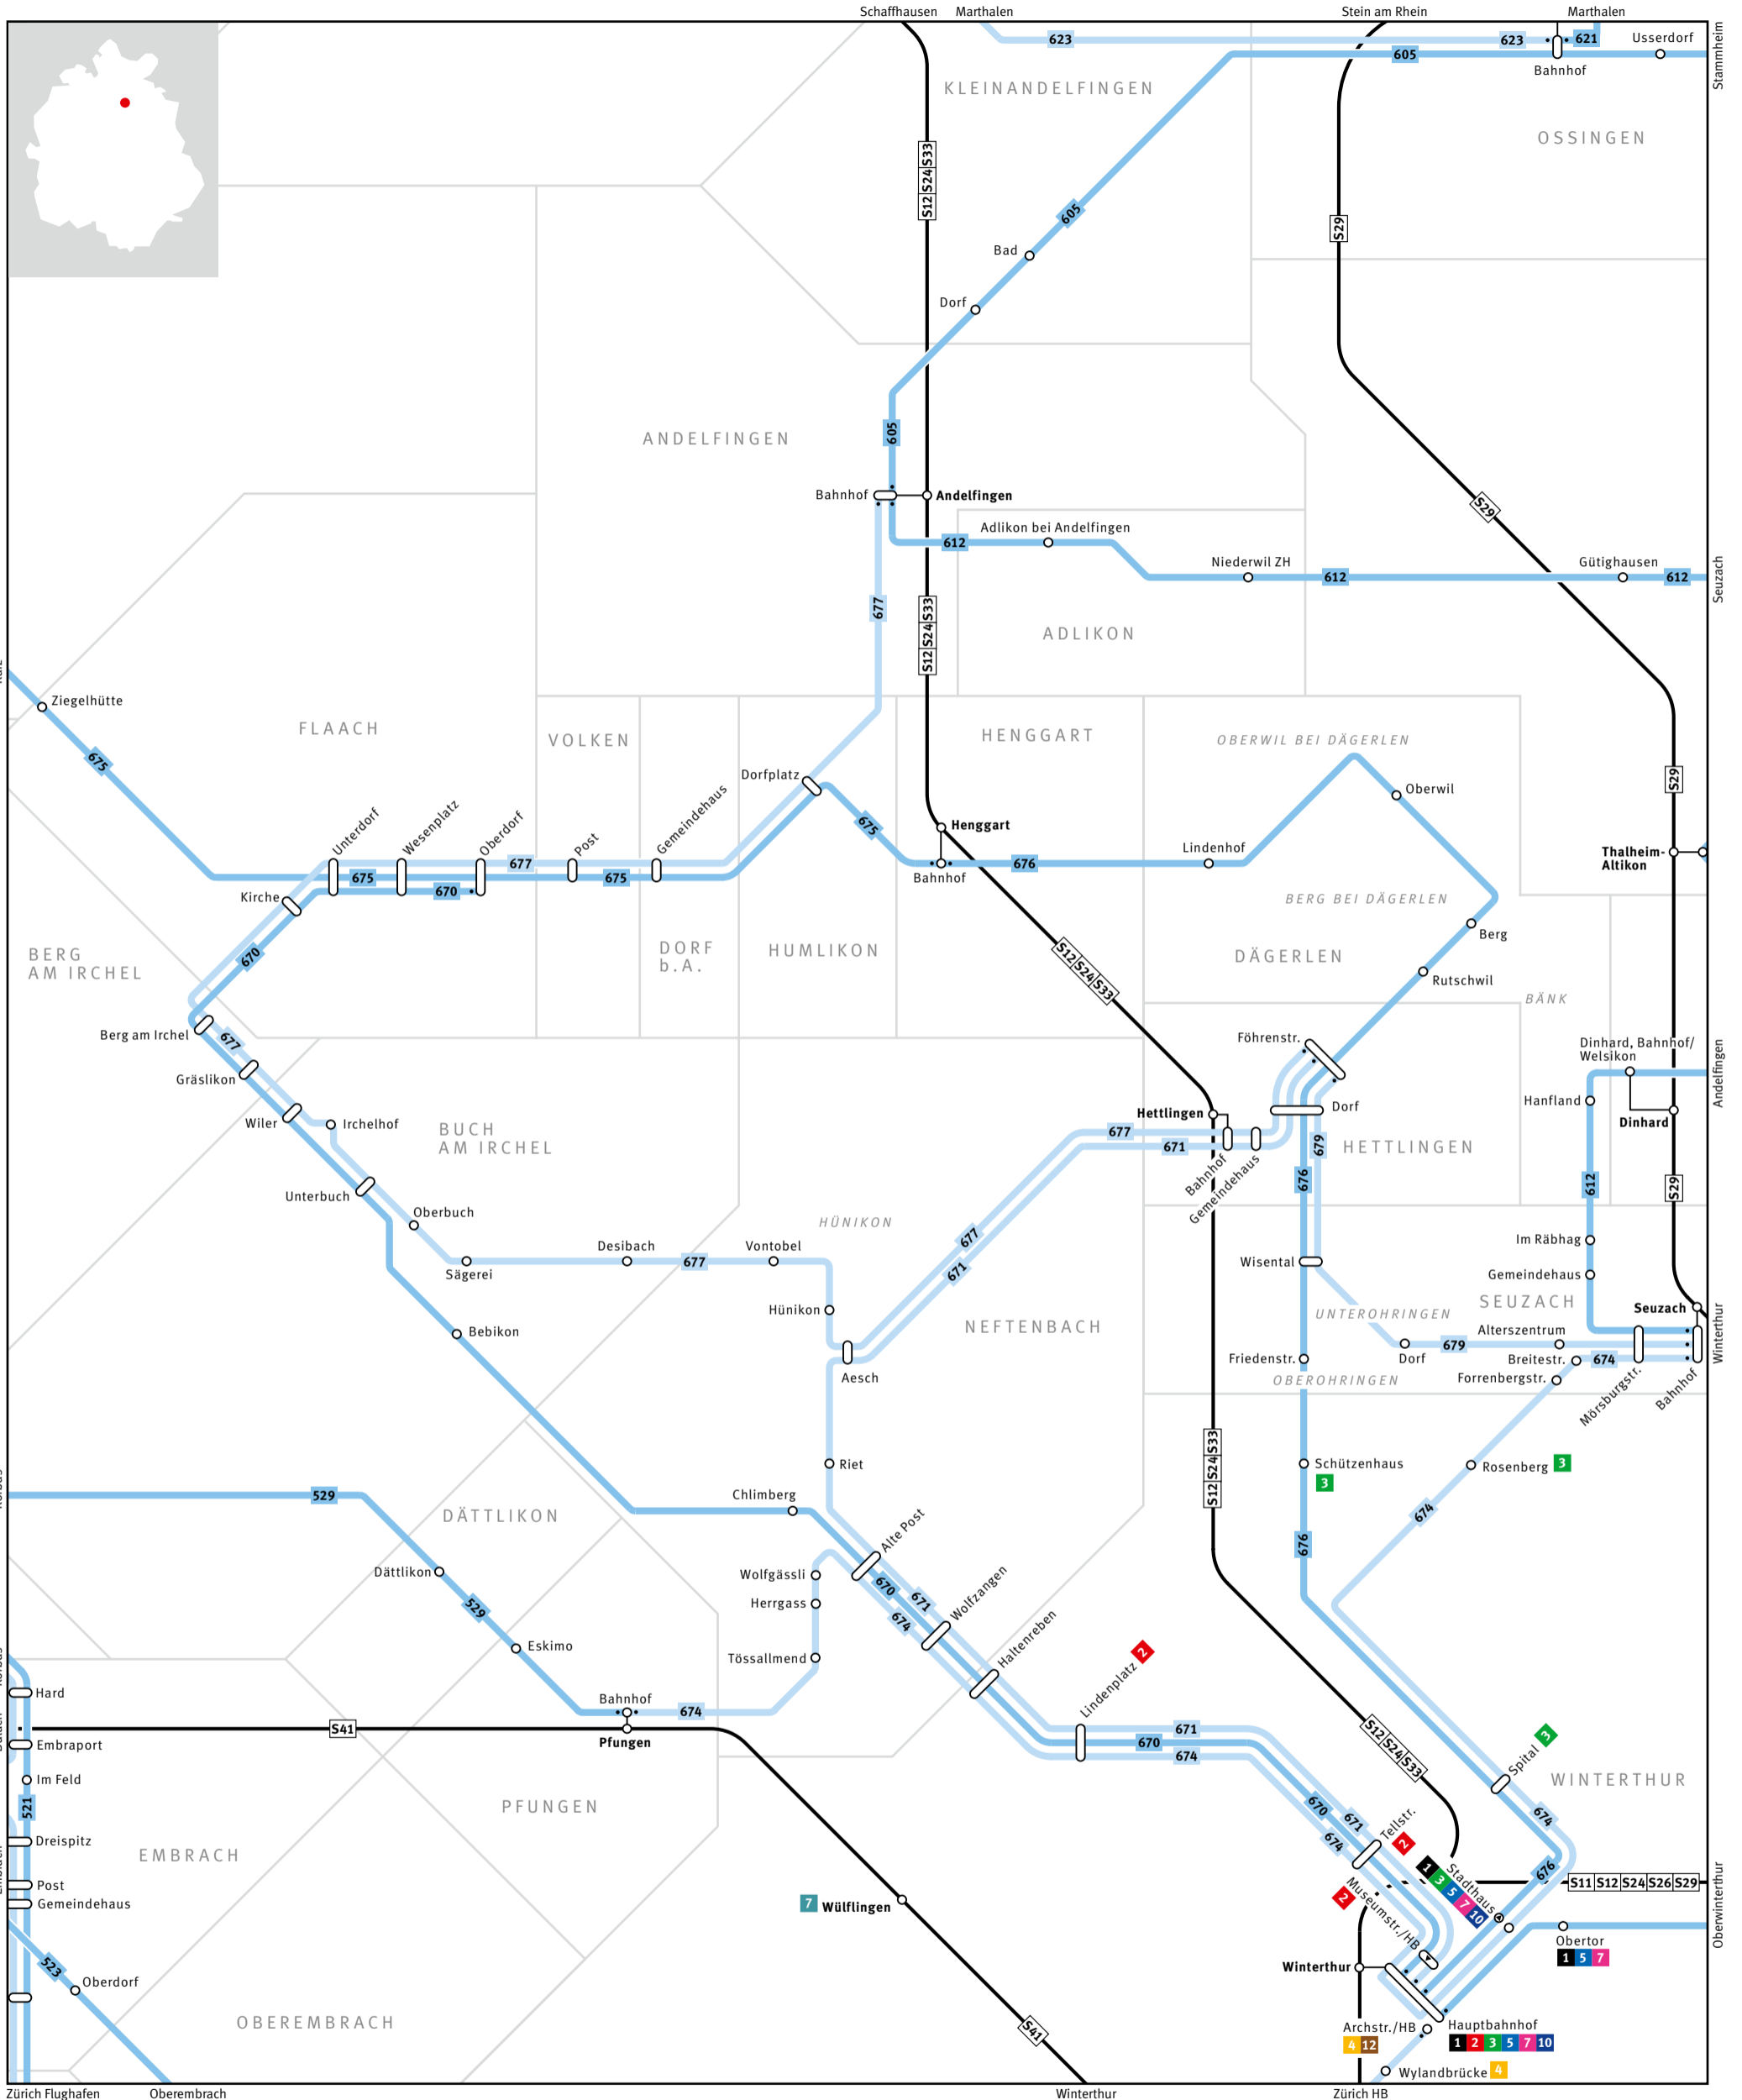 Schaffhausen
Marthalen
Stein am Rhein
Marthalen
623
623
621
Usserdorf
605
Bahnhof
Stammheim
KLEINANDELFINGEN
OSSINGEN
S12 S24 S33
605
S29
Bad
Dorf
605
ANDELFINGEN
Bahnhof
Andelfingen
S29
Adlikon bei Andelfingen
612
Niederwil ZH
612
Gütighausen
612
Seuzach
677
S12 S24 S33
ADLIKON
Ziegelhütte
FLAACH
VOLKEN
HENGGART
OBERWIL BEI DÄGERLEN
675
Dorfplatz
S29
Oberwil
Unterdorf
Wesenplatz
Oberdorf
Post
Gemeindehaus
675
Henggart
Lindenhof
Thalheim-
Altikon
677
675
675
670
676
Bahnhof
Kirche
BERG BEI DÄGERLEN
Berg
670
BERG
AM IRCHEL
DORF
b.A.
HUMLIKON
DÄGERLEN
S12 S24 S33
Rutschwil
BÄNK
Berg am Irchel
677
Föhrenstr.
Dinhard, Bahnhof/
Welsikon
Andelfingen
Gräslikon
Wiler
Irchelhof
Hettlingen
Dorf
Hanfland
Dinhard
BUCH
AM IRCHEL
677
671
679
HETTLINGEN
Bahnhof
Gemeindehaus
676
612
S29
Unterbuch
Oberbuch
HÜNIKON
677
671
Im Räbhag
Desibach
677
Vontobel
Sägerei
Wisental
Gemeindehaus
SEUZACH
Hünikon
UNTEROHRINGEN
Seuzach
NEFTENBACH
Bebikon
Alterszentrum
679
Dorf
Breitestr.
674
Winterthur
Friedenstr.
Aesch
OBEROHRINGEN
Forrenbergstr.
Mörsburgstr.
Bahnhof
S12 S24 S33
Riet
Schützenhaus
3
Rosenberg 3
529
Chlimberg
DÄTTLIKON
674
Alte Post
676
Dättlikon
Wolfgässli
670
671
674
Herrgass
Wolfzangen
529
Eskimo
Tössallmend
Haltenreben
Lindenplatz 2
Hard
Bahnhof
674
S41
Pfungen
671
670
674
S12 S24 S33
Spital 3
Embraport
Im Feld
521
WINTERTHUR
PFUNGEN
670
671
674
674
Tellstr.
2
Dreispitz
EMBRACH
Post
Gemeindehaus
1 3 5 7 10
Stadthaus
676
S11 S12 S24 S26 S29
2
Museumstr./HB
7 Wülflingen
Oberwinterthur
Obertor
1 5 7
523
Oberdorf
Winterthur
OBEREMBRACH
S41
Archstr./HB
4 12
Hauptbahnhof
1 2 3 5 7 10
Wylandbrücke 4
Zürich Flughafen
Oberembrach
Winterthur
Zürich HB